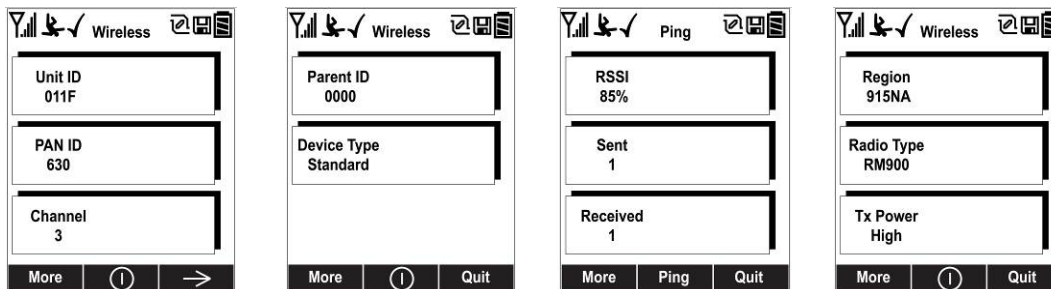 Wireless
Unit ID
011F
PAN ID
630
Channel
3
More
Wireless
Parent ID
0000
Device Type
Standard
More
Quit
Ping
RSSI
85%
Sent
1
Received
1
More
Ping
Quit
Wireless
Region
915NA
Radio Type
RM900
Tx Power
High
More
Quit